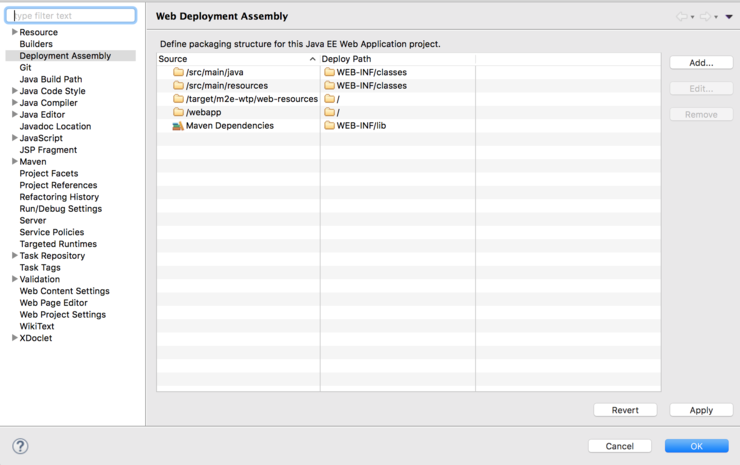 type filter text
Resource
Builders
Deployment Assembly
Git
Java Build Path
Java Code Style
Java Compiler
Java Editor
Javadoc Location
JavaScript
JSP Fragment
Maven
Project Facets
Project References
Refactoring History
Run/Debug Settings
Server
Service Policies
Targeted Runtimes
Task Repository
Task Tags
Validation
Web Content Settings
Web Page Editor
Web Project Settings
WikiText
XDoclet
Web Deployment Assembly
Define packaging structure for this Java EE Web Application project.
Source Deploy Path
/src/main/java WEB-INF/classes
/src/main/resources WEB-INF/classes
/target/m2e-wtp/web-resources /
/webapp /
Maven Dependencies WEB-INF/lib
Add...
Edit...
Remove
Revert Apply
? Cancel OK